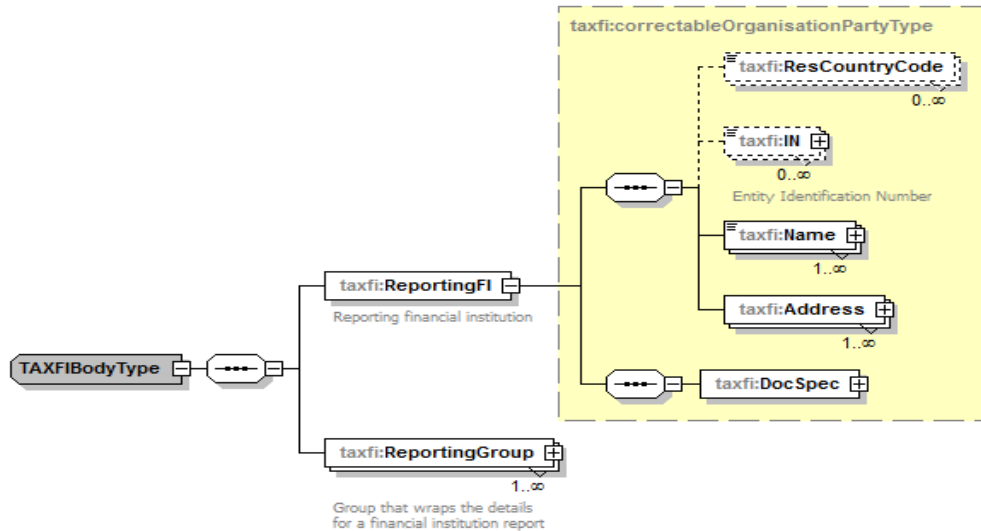 taxfi:correctableOrganisationPartyType
taxfi:ResCountryCode
0..∞
taxfi:IN
0..∞
Entity Identification Number
taxfi:Name
1..∞
taxfi:ReportingFI
Reporting financial institution
taxfi:Address
1..∞
TAXFIBodyType
taxfi:DocSpec
taxfi:ReportingGroup
1..∞
Group that wraps the details
for a financial institution report